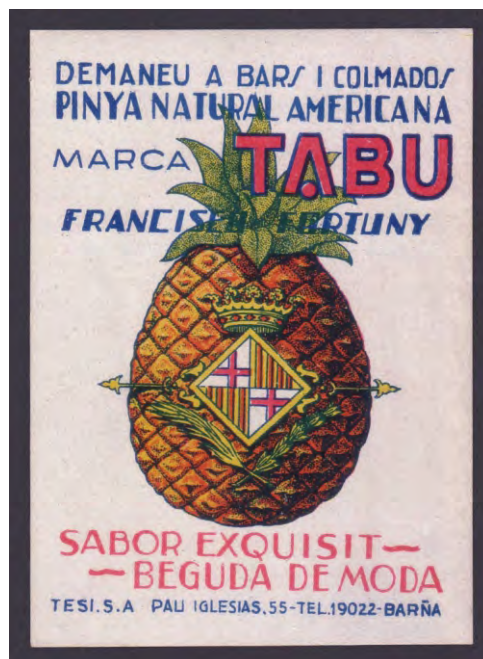 DEMANEU A BARS I COLMADOS
PINYA NATURAL AMERICANA
MARCA TABU
FRANCISCO FORTUNY
SABOR EXQUISIT—
—BEGUDA DE MODA
TESI.S.A PAU IGLESIAS,55-TEL.19022-BARÑA